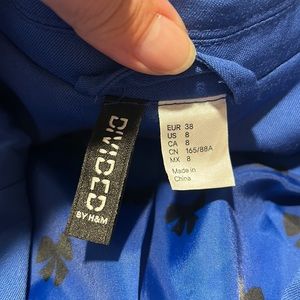 DIVIDED
BY H&M
EUR 38
US 8
CA 8
CN 165/88A
MX 8
Made in
China